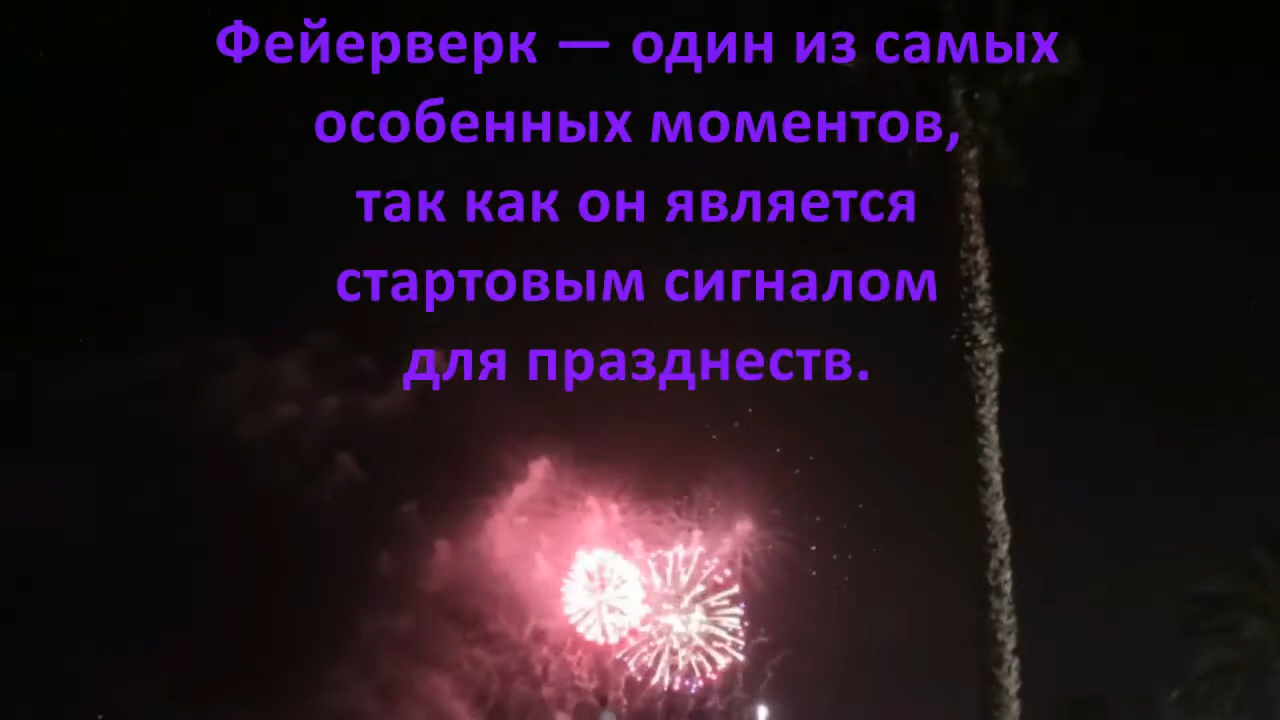 Фейерверк — один из самых
особенных моментов,
так как он является
стартовым сигналом
для празднеств.